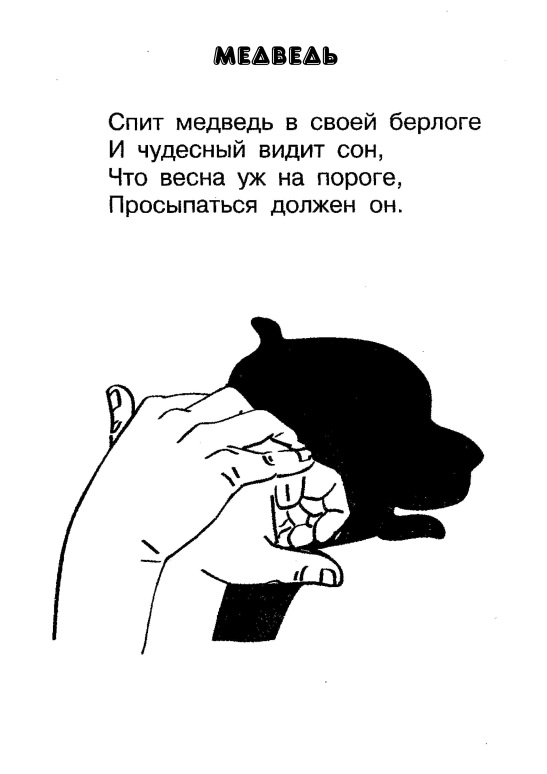 МЕДВЕДЬ
Спит медведь в своей берлоге
И чудесный видит сон,
Что весна уж на пороге,
Просыпаться должен он.